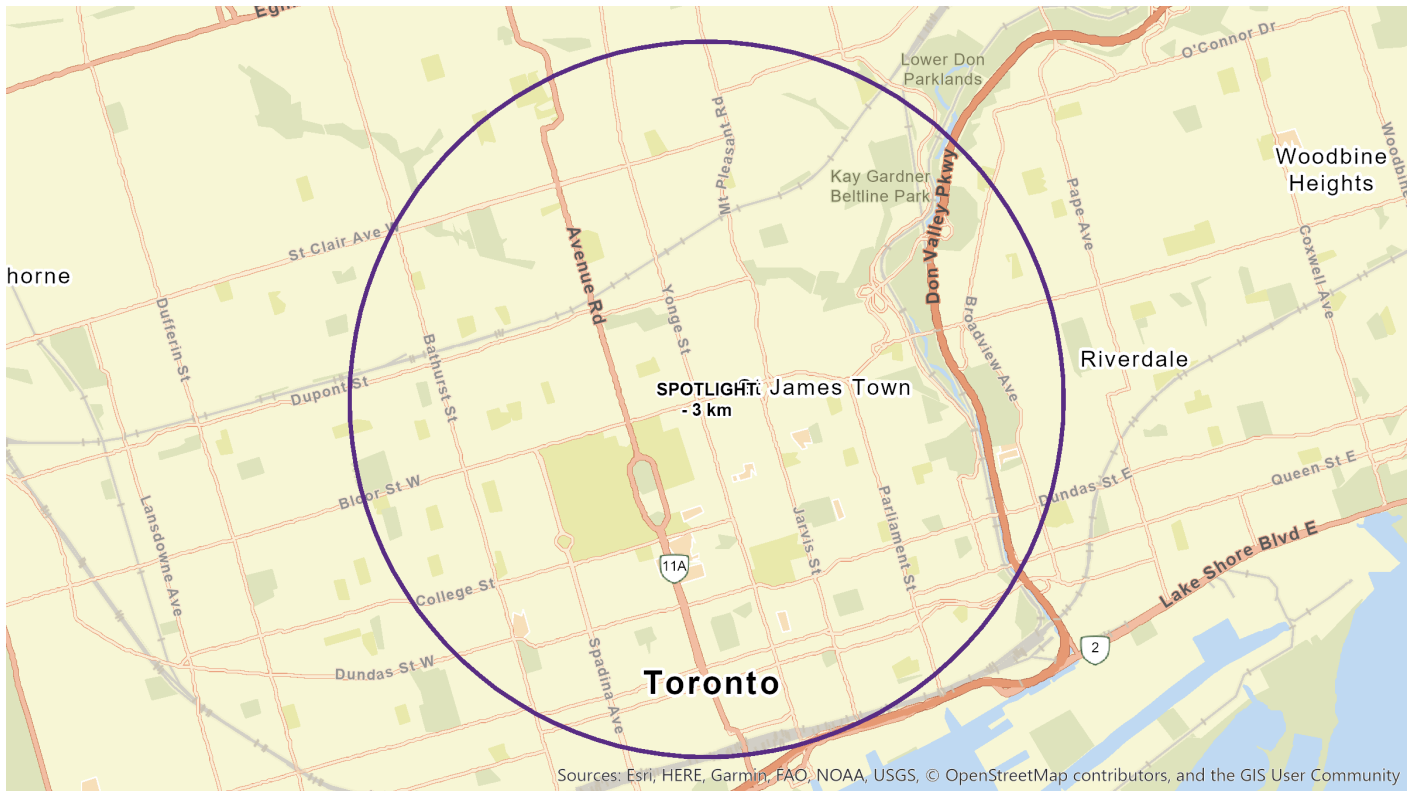 Egli
Lower Don
Parklands
O'Connor Dr
Mt Pleasant Rd
Woodbine
Woodbine
Heights
Kay Gardner
Beltline Park
Don Valley Pkwy
Pape Ave
St Clair Ave W
Avenue Rd
Coxwell Ave
horne
Dufferin St
Yonge St
Broadview Ave
Bathurst St
Riverdale
Dupont St
SPOTLIGHT
- 3 km
St James Town
Bloor St W
Dundas St E
Queen St E
Lansdowne Ave
Jarvis St
Parliament St
Lake Shore Blvd E
11A
College St
2
Dundas St W
Spadina Ave
Toronto
Sources: Esri, HERE, Garmin, FAO, NOAA, USGS, © OpenStreetMap contributors, and the GIS User Community